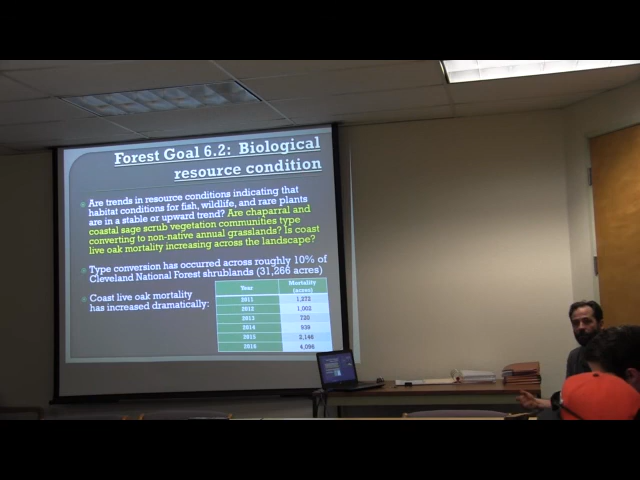 Forest Goal 6.2: Biological
resource condition
Are trends in resource conditions indicating that
habitat conditions for fish, wildlife, and rare plants
are in a stable or upward trend? Are chaparral and
coastal sage scrub vegetation communities type
converting to non-native annual grasslands? Is coast
live oak mortality increasing across the landscape?
Type conversion has occurred across roughly 10% of
Cleveland National Forest shrublands (31,266 acres)
Coast live oak mortality
has increased dramatically:
Year Mortality
(acres)
2011 1,272
2012 1,002
2013 720
2014 938
2015 2,146
2016 4,096